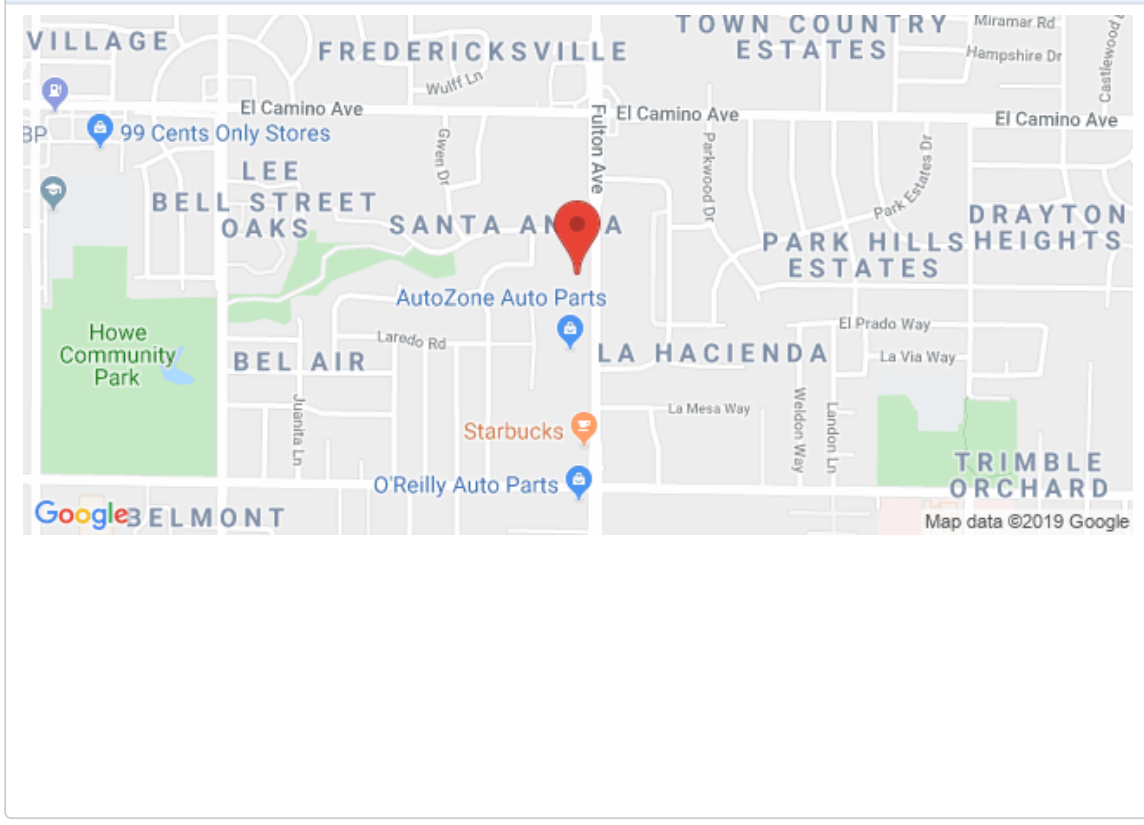 VILLAGE
FREDERICKSVILLE
TOWN COUNTRY
ESTATES
Miramar Rd
Hampshire Dr
Wulff Ln
El Camino Ave
Fulton Ave
El Camino Ave
El Camino Ave
BP
99 Cents Only Stores
Gwen Dr
Parkwood Dr
LEE
BELL STREET
OAKS
SANTA
Park Estates Dr
DRAYTON
HEIGHTS
PARK HILLS
ESTATES
AutoZone Auto Parts
Howe
Community
Park
BEL AIR
Laredo Rd
El Prado Way
LA HACIENDA
La Via Way
Juanita Ln
La Mesa Way
Weldon Way
Landon Ln
Starbucks
O'Reilly Auto Parts
TRIMBLE
ORCHARD
Google
BELMONT
Map data ©2019 Google